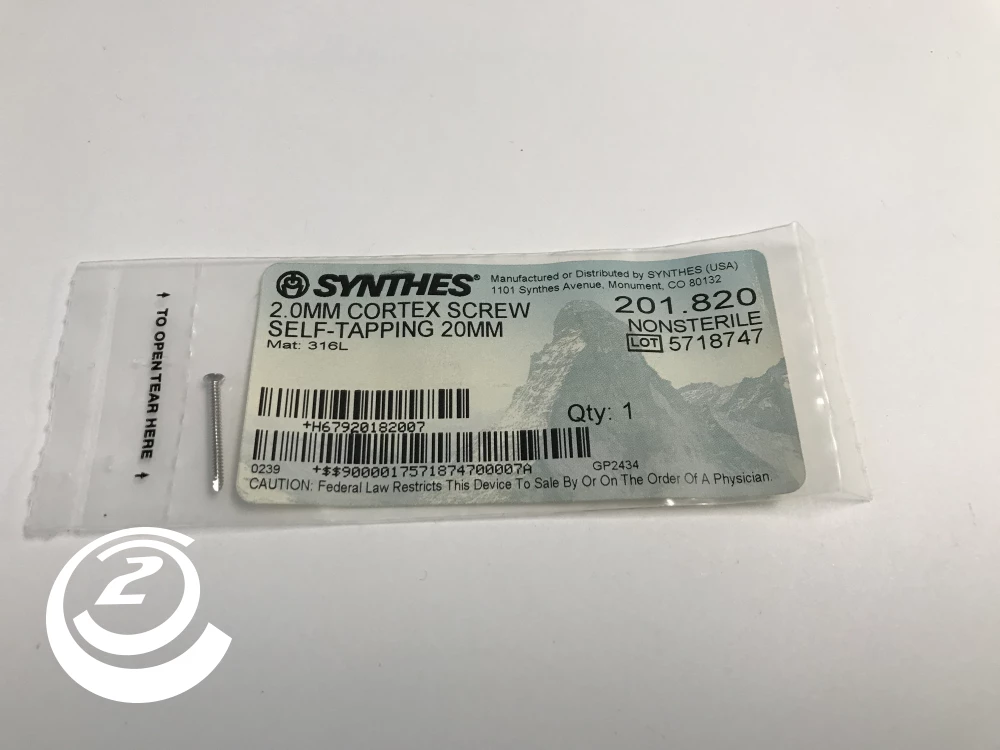 ↑ TO OPEN TEAR HERE ↑
SYNTHES®
Manufactured or Distributed by SYNTHES (USA)
1101 Synthes Avenue, Monument, CO 80132
2.0MM CORTEX SCREW
SELF-TAPPING 20MM
Mat: 316L
201.820
NONSTERILE
LOT 5718747
Qty: 1
+H67920182007
0239 +$$9000017571874700007A GP2434
CAUTION: Federal Law Restricts This Device To Sale By Or On The Order Of A Physician.
2